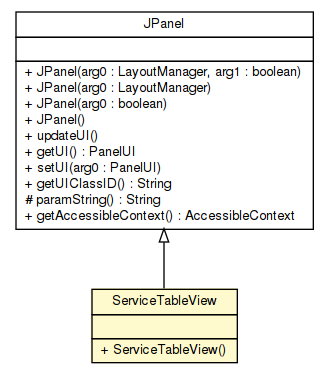 JPanel
+ JPanel(arg0 : LayoutManager, arg1 : boolean)
+ JPanel(arg0 : LayoutManager)
+ JPanel(arg0 : boolean)
+ JPanel()
+ updateUI()
+ getUI() : PanelUI
+ setUI(arg0 : PanelUI)
+ getUIClassID() : String
# paramString() : String
+ getAccessibleContext() : AccessibleContext
ServiceTableView
+ ServiceTableView()